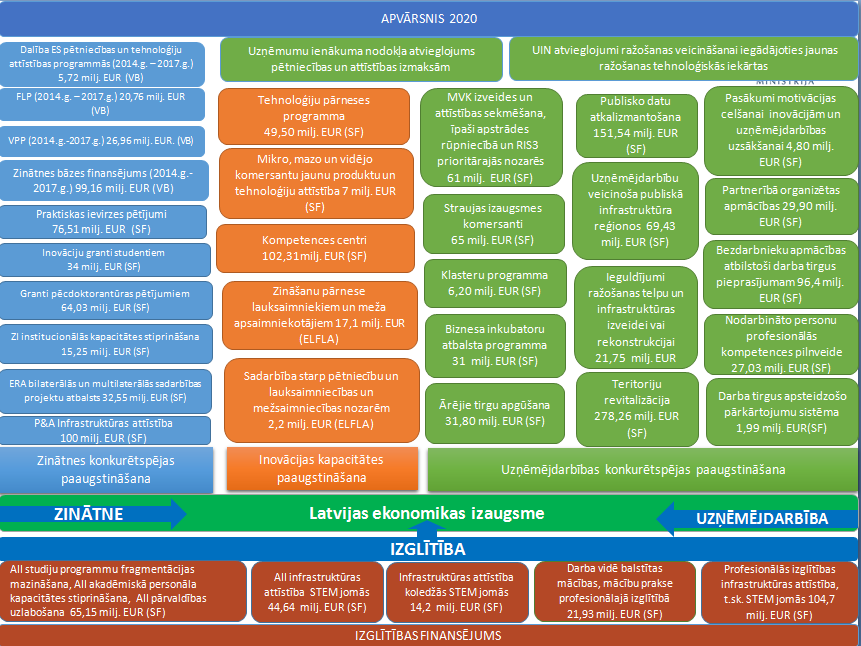 APVĀRSNIS 2020
Dalība ES pētniecības un tehnoloģiju
attīstības programmās (2014.g. – 2017.g.)
5,72 milj. EUR (VB)
FLP (2014.g. – 2017.g.) 20,76 milj. EUR
(VB)
VPP (2014.g.-2017.g.) 26,96 milj. EUR. (VB)
Zinātnes bāzes finansējums (2014.g.-
2017.g.) 99,16 milj. EUR (VB)
Praktiskas ievirzes pētījumi
76,51 milj. EUR (SF)
Inovāciju granti studentiem
34 milj. EUR (SF)
Granti pēcdoktorantūras pētījumiem
64,03 milj. EUR (SF)
ZI institucionālās kapacitātes stiprināšana
15,25 milj. EUR (SF)
ERA bilaterālās un multilaterālās sadarbības
projektu atbalsts 32,55 milj. EUR (SF)
P&A Infrastruktūras attīstība
100 milj. EUR (SF)
Zinātnes konkurētspējas
paaugstināšana
Uzņēmumu ienākuma nodokļa atvieglojums
pētniecības un attīstības izmaksām
UIN atvieglojumi ražošanas veicināšanai iegādājoties jaunas
ražošanas tehnoloģiskās iekārtas
MINISTRIJA
Tehnoloģiju pārneses
programma
49,50 milj. EUR (SF)
Mikro, mazo un vidējo
komersantu jaunu produktu un
tehnoloģiju attīstība 7 milj. EUR
(SF)
Kompetences centri
102,31milj. EUR (SF)
Zināšanu pārnese
lauksaimniekiem un meža
apsaimniekotājiem 17,1 milj. EUR
(ELFLA)
Sadarbība starp pētniecību un
lauksaimniecības un
mežsaimniecības nozarēm
2,2 milj. EUR (ELFLA)
Inovācijas kapacitātes
paaugstināšana
MVK izveides un
attīstības sekmēšana,
īpaši apstrādes
rūpniecībā un RIS3
prioritārajās nozarēs
61 milj. EUR (SF)
Straujas izaugsmes
komersanti
65 milj. EUR (SF)
Klasteru programma
6,20 milj. EUR (SF)
Biznesa inkubatoru
atbalsta programma
31 milj. EUR (SF)
Ārējie tirgu apgūšana
31,80 milj. EUR (SF)
Publisko datu
atkalizmantošana
151,54 milj. EUR
(SF)
Uzņēmējdarbību
veicinoša publiskā
infrastruktūra
reģionos 69,43
milj. EUR (SF)
Ieguldījumi
ražošanas telpu un
infrastruktūras
izveidei vai
rekonstrukcijai
21,75 milj. EUR
Teritoriju
revitalizācija
278,26 milj. EUR
(SF)
Pasākumi motivācijas
celšanai inovācijām un
uzņēmējdarbības
uzsākšanai 4,80 milj.
EUR (SF)
Partnerībā organizētas
apmācības 29,90 milj.
EUR (SF)
Bezdarbnieku apmācības
atbilstoši darba tirgus
pieprasījumam 96,4 milj.
EUR (SF)
Nodarbināto personu
profesionālās
kompetences pilnveide
27,03 milj. EUR (SF)
Darba tirgus apsteidzošo
pārkārtojumu sistēma
1,99 milj. EUR(SF)
Uzņēmējdarbības konkurētspējas paaugstināšana
ZINĀTNE
Latvijas ekonomikas izaugsme
UZŅĒMĒJDARBĪBA
IZGLĪTĪBA
AII studiju programmu fragmentācijas
mazināšana, AII akadēmiskā personāla
kapacitātes stiprināšana, AII pārvaldības
uzlabošana 65,15 milj. EUR (SF)
AII infrastruktūras
attīstība STEM jomās
44,64 milj. EUR (SF)
Infrastruktūras attīstība
koledžās STEM jomās
14,2 milj. EUR (SF)
Darba vidē balstītas
mācības, mācību prakse
profesionālajā izglītībā
21,93 milj. EUR (SF)
Profesionālās izglītības
infrastruktūras attīstība,
t.sk. STEM jomās 104,7
milj. EUR (SF)
IZGLĪTĪBAS FINANSĒJUMS